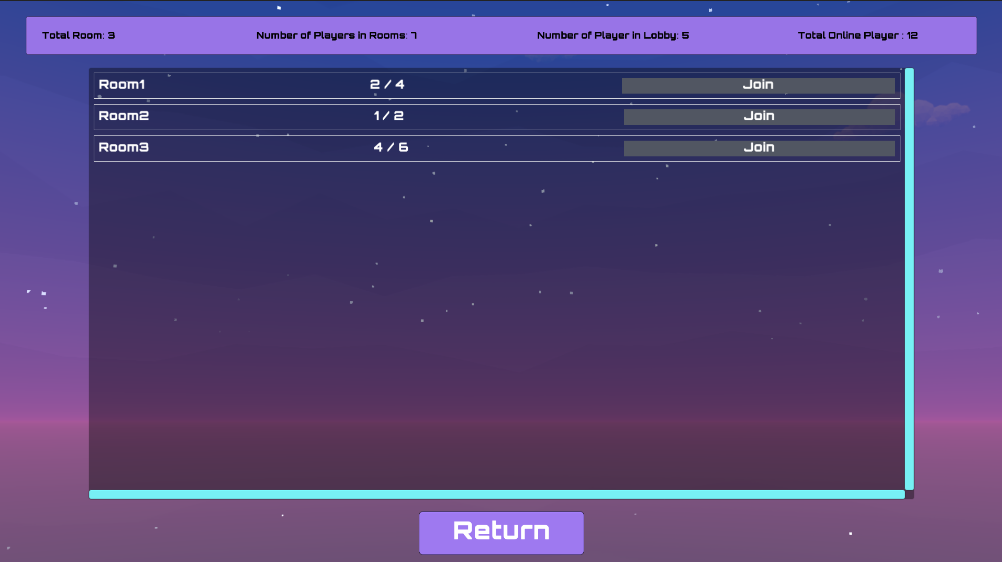 Total Room: 3 Number of Players in Rooms: 7 Number of Player in Lobby: 5 Total Online Player : 12
Room1 2 / 4 Join
Room2 1 / 2 Join
Room3 4 / 6 Join
Return